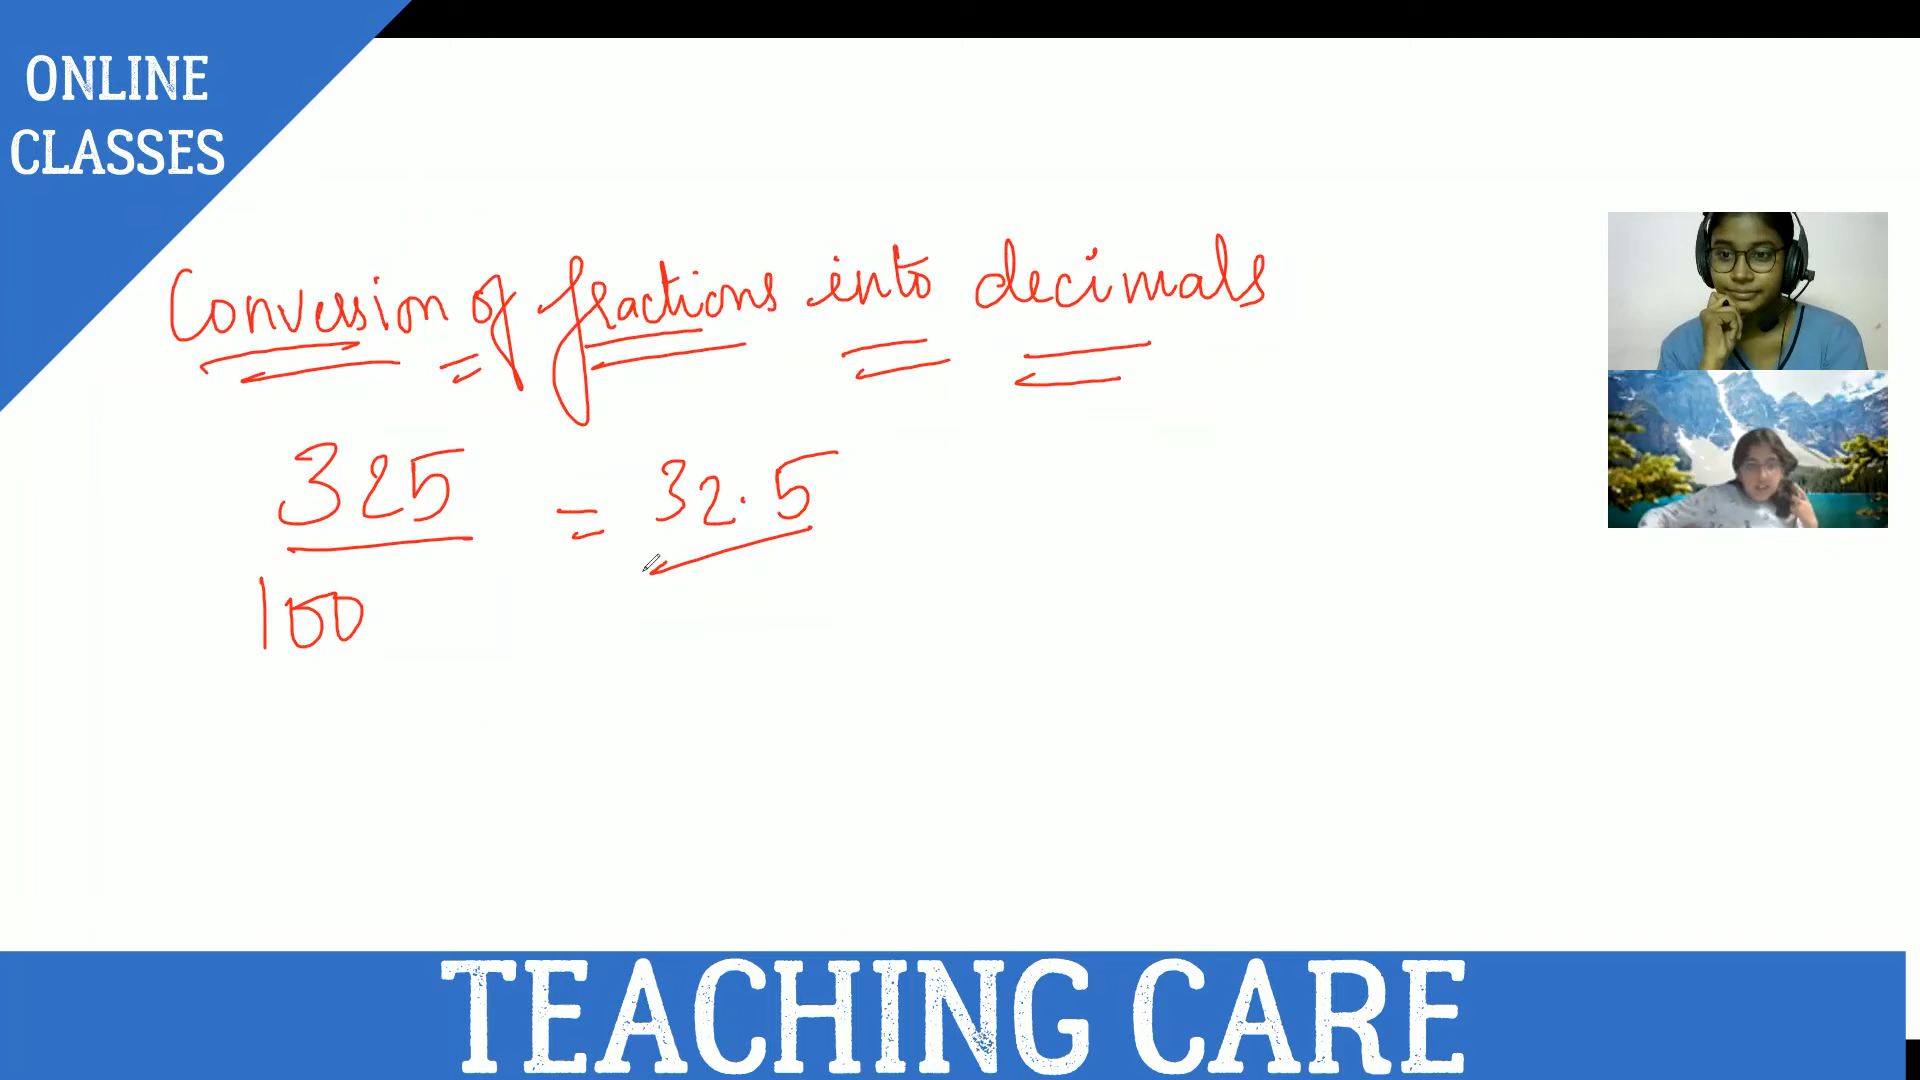 ONLINE
CLASSES
Conversion of fractions into decimals
325 = 32.5
100
TEACHING CARE